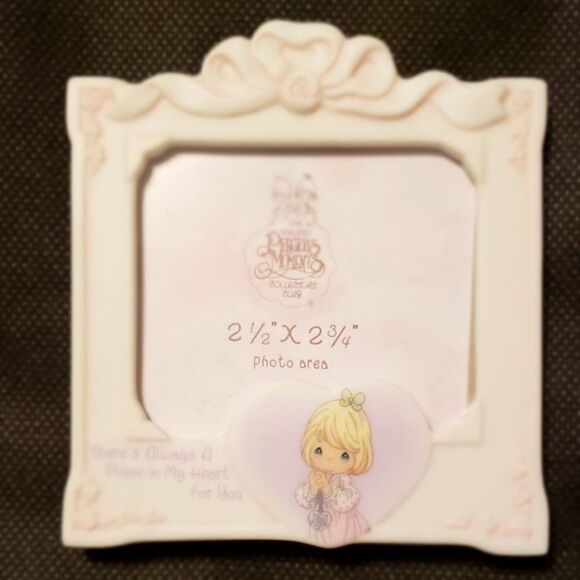 Precious
Moments
COLLECTORS
CLUB
2 1/2" X 2 3/4"
photo area
There's Always A
Place in My Heart
for You